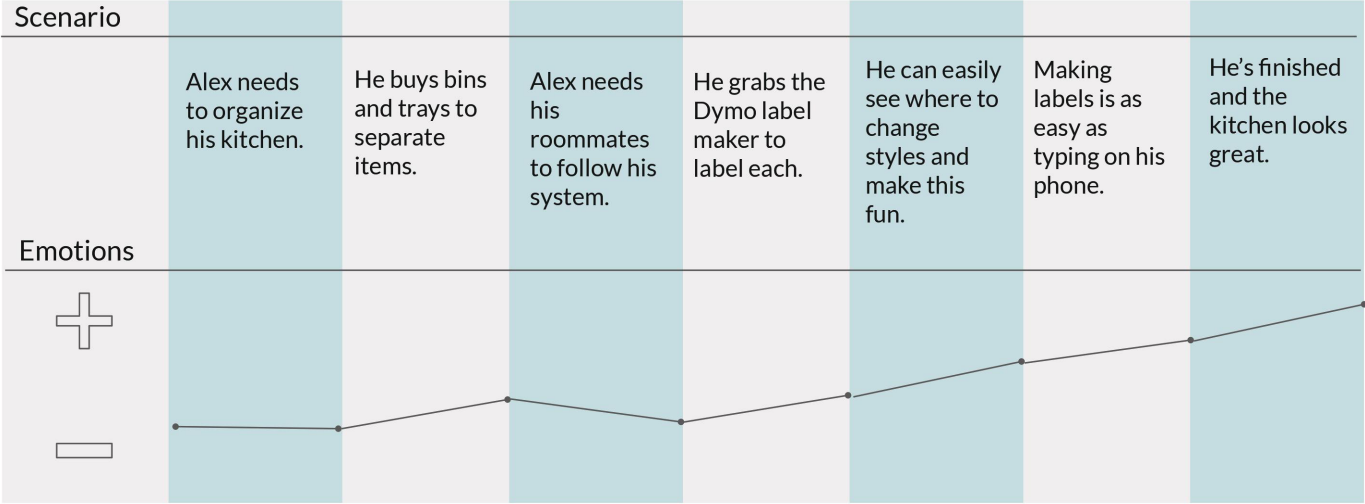 Scenario
Alex needs
to organize
his kitchen.
He buys bins
and trays to
separate
items.
Alex needs
his
roommates
to follow his
system.
He grabs the
Dymo label
maker to
label each.
He can easily
see where to
change
styles and
make this
fun.
Making
labels is as
easy as
typing on his
phone.
He’s finished
and the
kitchen looks
great.
Emotions